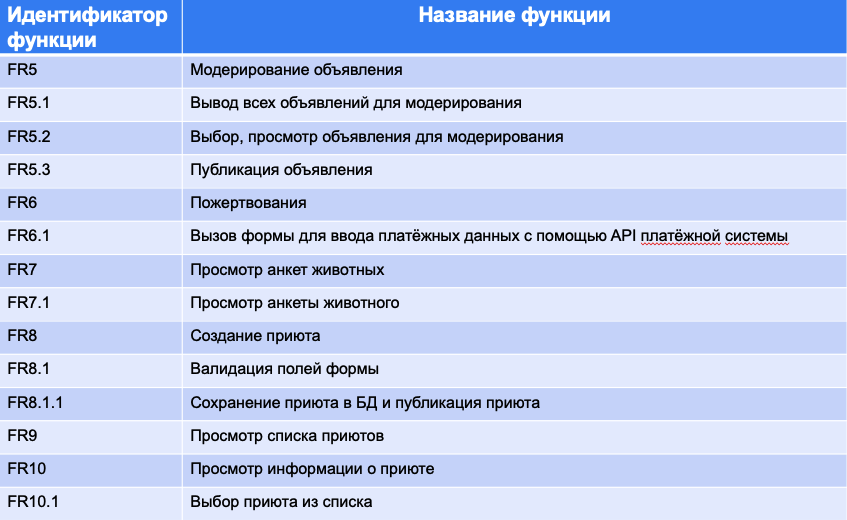 Идентификатор функции Название функции
FR5 Модерирование объявления
FR5.1 Вывод всех объявлений для модерирования
FR5.2 Выбор, просмотр объявления для модерирования
FR5.3 Публикация объявления
FR6 Пожертвования
FR6.1 Вызов формы для ввода платёжных данных с помощью API платёжной системы
FR7 Просмотр анкет животных
FR7.1 Просмотр анкеты животного
FR8 Создание приюта
FR8.1 Валидация полей формы
FR8.1.1 Сохранение приюта в БД и публикация приюта
FR9 Просмотр списка приютов
FR10 Просмотр информации о приюте
FR10.1 Выбор приюта из списка